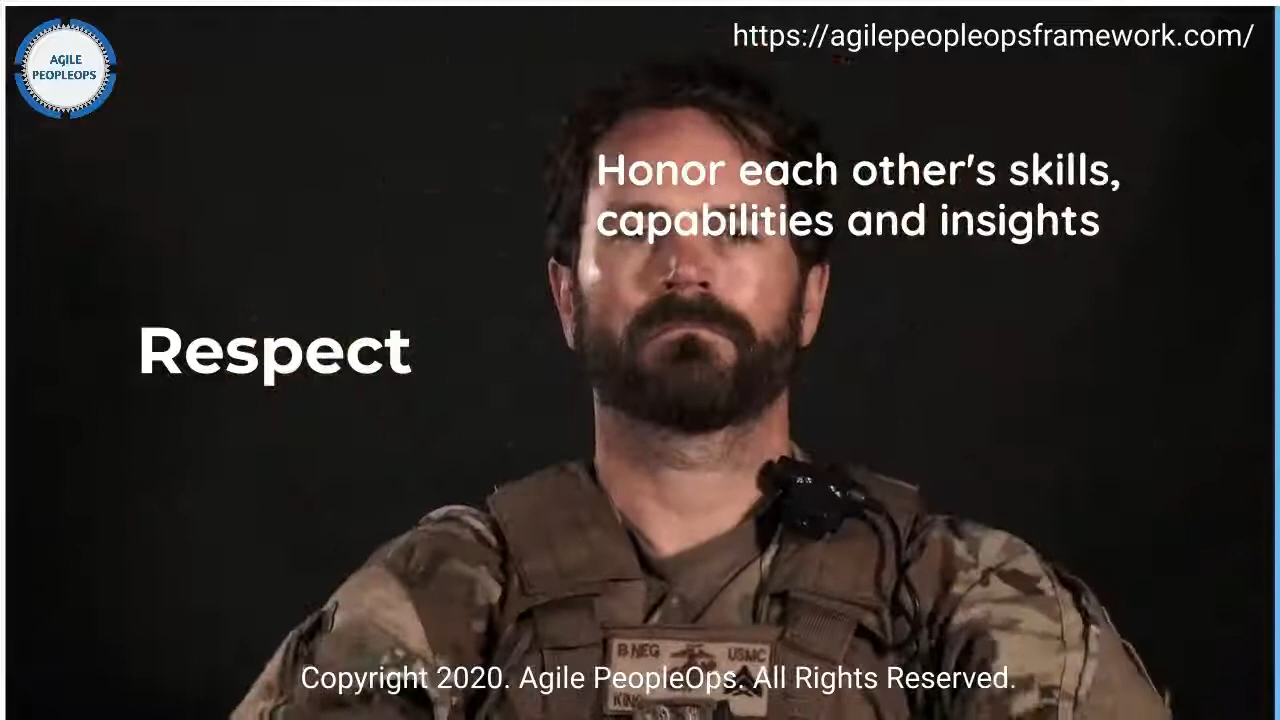 https://agilepeopleopsframework.com/
AGILE
PEOPLEOPS
Honor each other's skills,
capabilities and insights
Respect
B NEG USMC
Copyright 2020. Agile PeopleOps. All Rights Reserved.